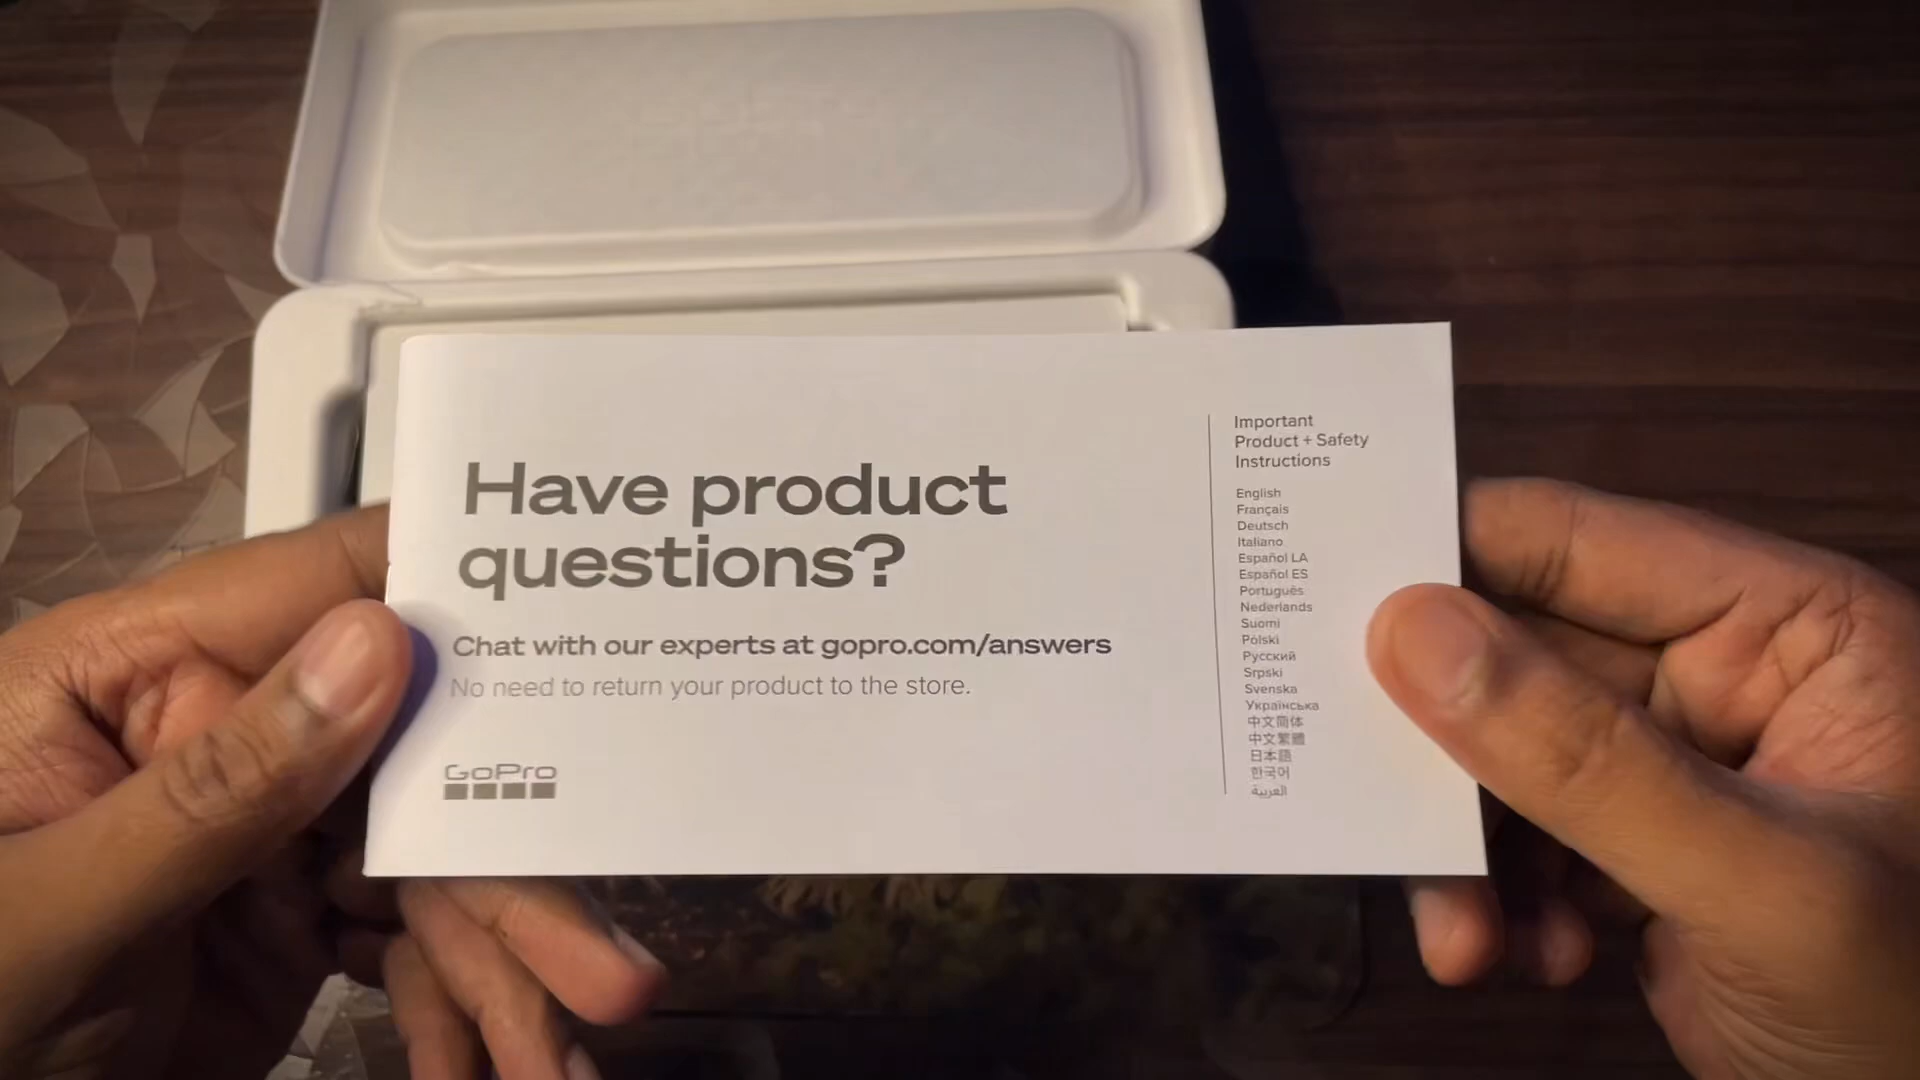 Have product
questions?
Chat with our experts at gopro.com/answers
No need to return your product to the store.
GoPro
Important
Product + Safety
Instructions
English
Français
Deutsch
Italiano
Español LA
Español ES
Português
Nederlands
Suomi
Polski
Русский
Srpski
Svenska
Українська
中文简体
中文繁體
日本語
한국어
العربية